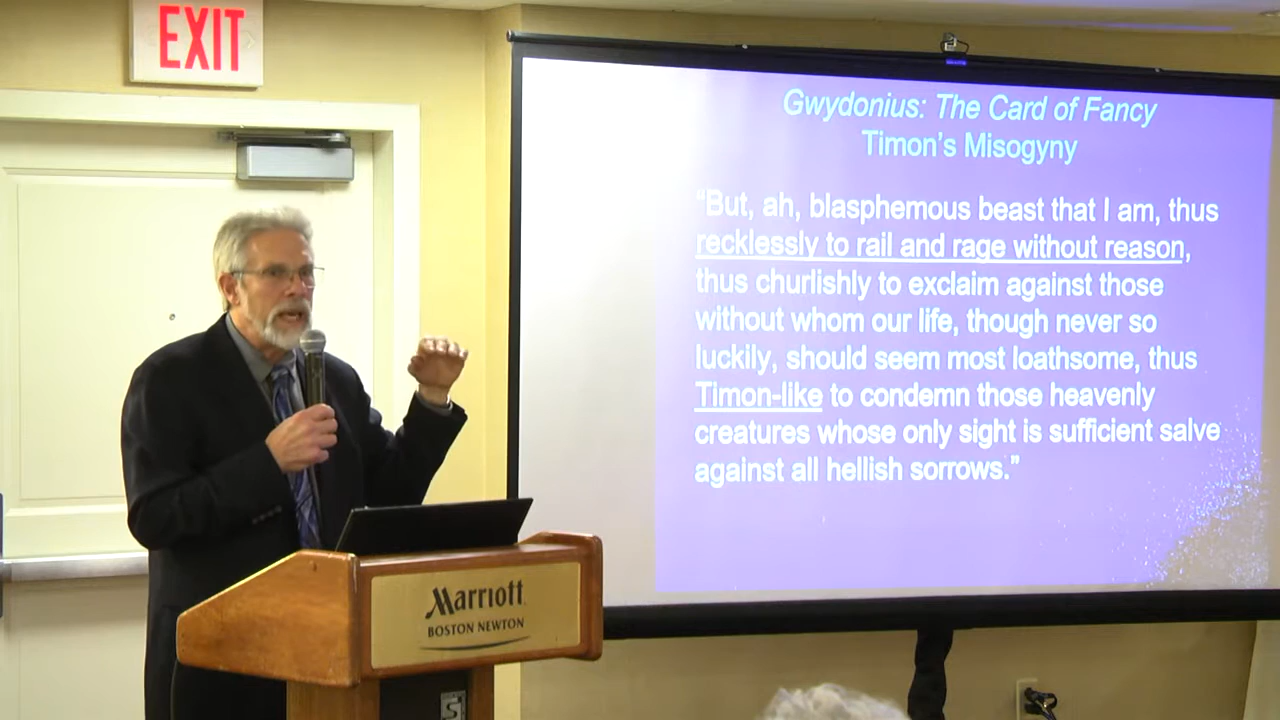 EXIT
Gwydonius: The Card of Fancy
Timon's Misogyny
"But, ah, blasphemous beast that I am, thus
recklessly to rail and rage without reason,
thus churlishly to exclaim against those
without whom our life, though never so
luckily, should seem most loathsome, thus
Timon-like to condemn those heavenly
creatures whose only sight is sufficient salve
against all hellish sorrows."
Marriott
BOSTON NEWTON